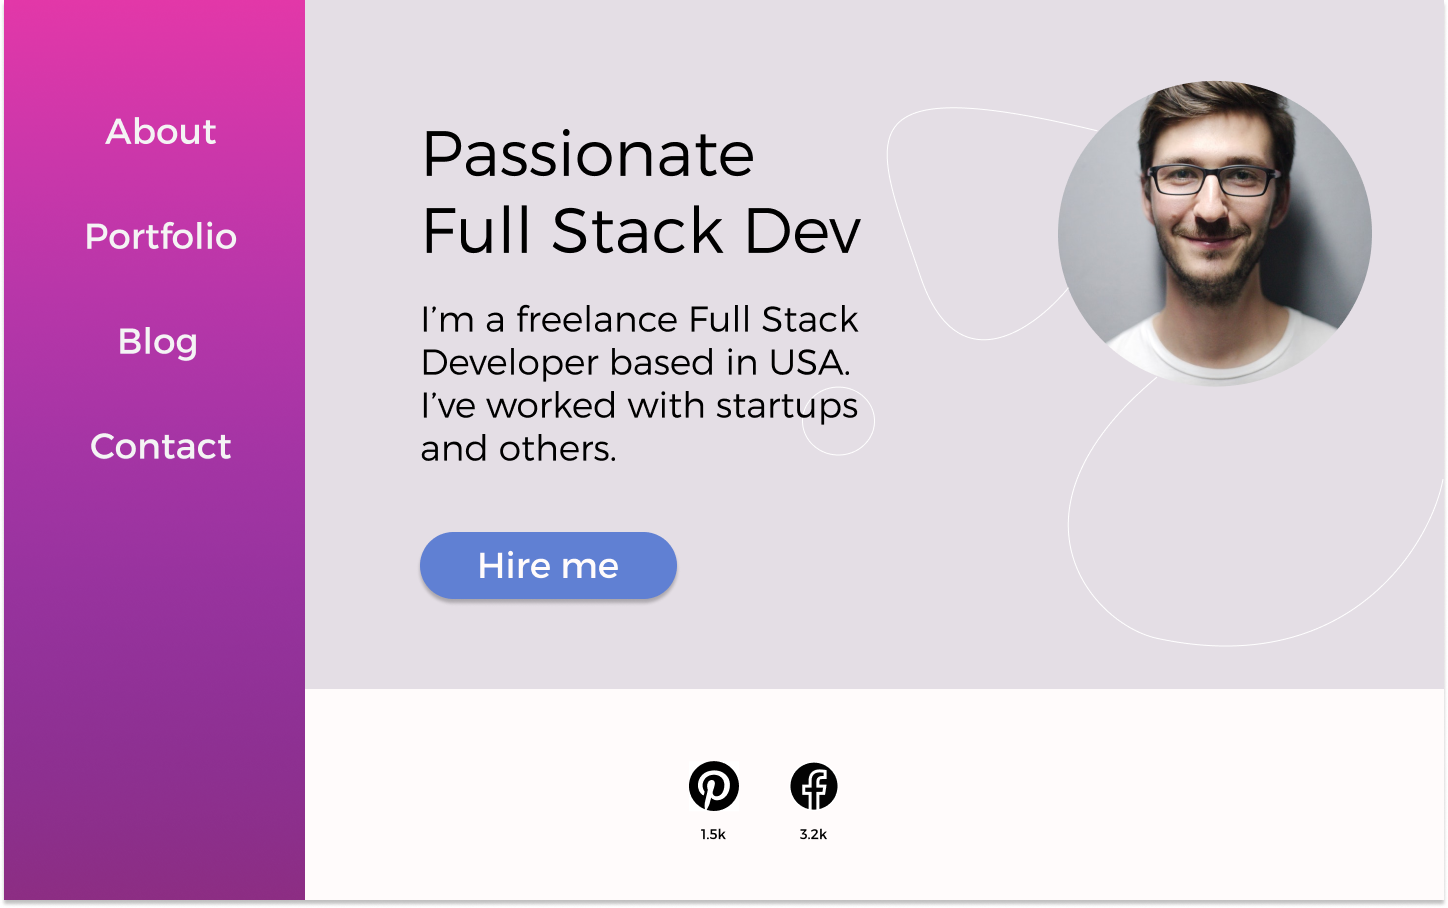 About
Portfolio
Blog
Contact
Passionate
Full Stack Dev
I’m a freelance Full Stack
Developer based in USA.
I’ve worked with startups
and others.
Hire me
1.5k
3.2k